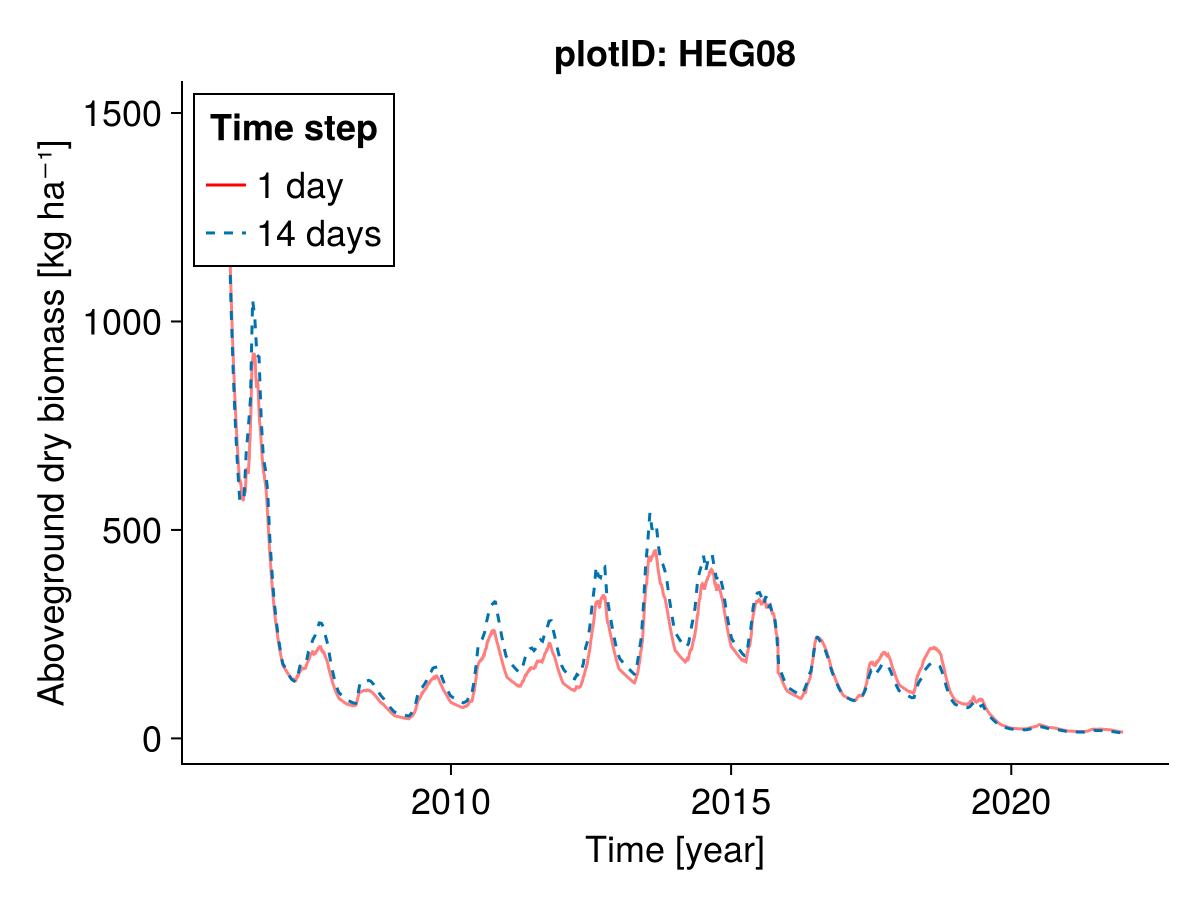 plotID: HEG08
Aboveground dry biomass [kg ha⁻¹]
1500
1000
500
0
Time step
1 day
14 days
2010
2015
2020
Time [year]